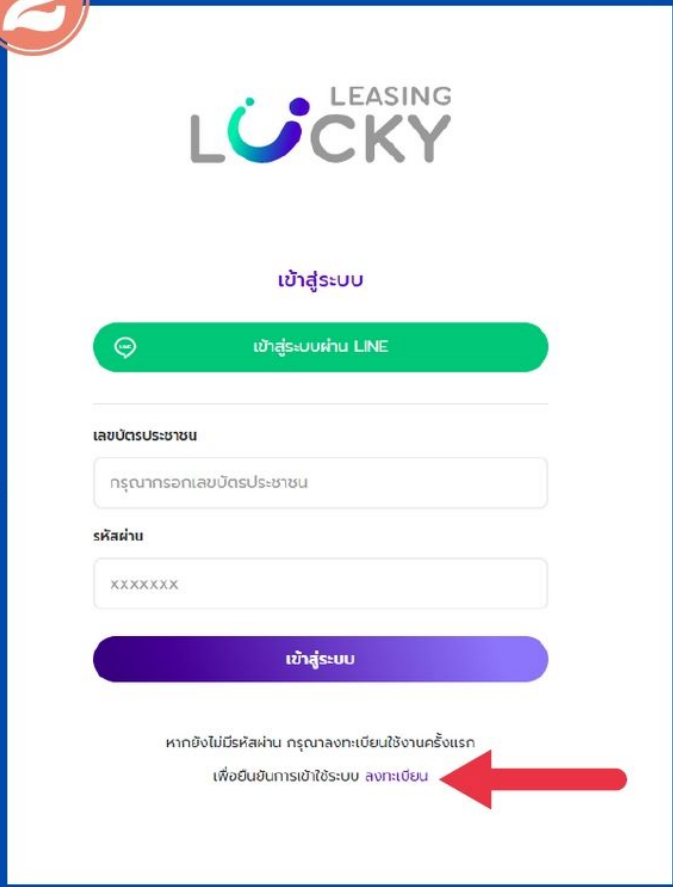 2
LEASING
LUCKY
เข้าสู่ระบบ
LINE เข้าสู่ระบบผ่าน LINE
เลขบัตรประชาชน
กรุณากรอกเลขบัตรประชาชน
รหัสผ่าน
xxxxxxx
เข้าสู่ระบบ
หากยังไม่มีรหัสผ่าน กรุณาลงทะเบียนใช้งานครั้งแรก
เพื่อยืนยันการเข้าใช้ระบบ ลงทะเบียน